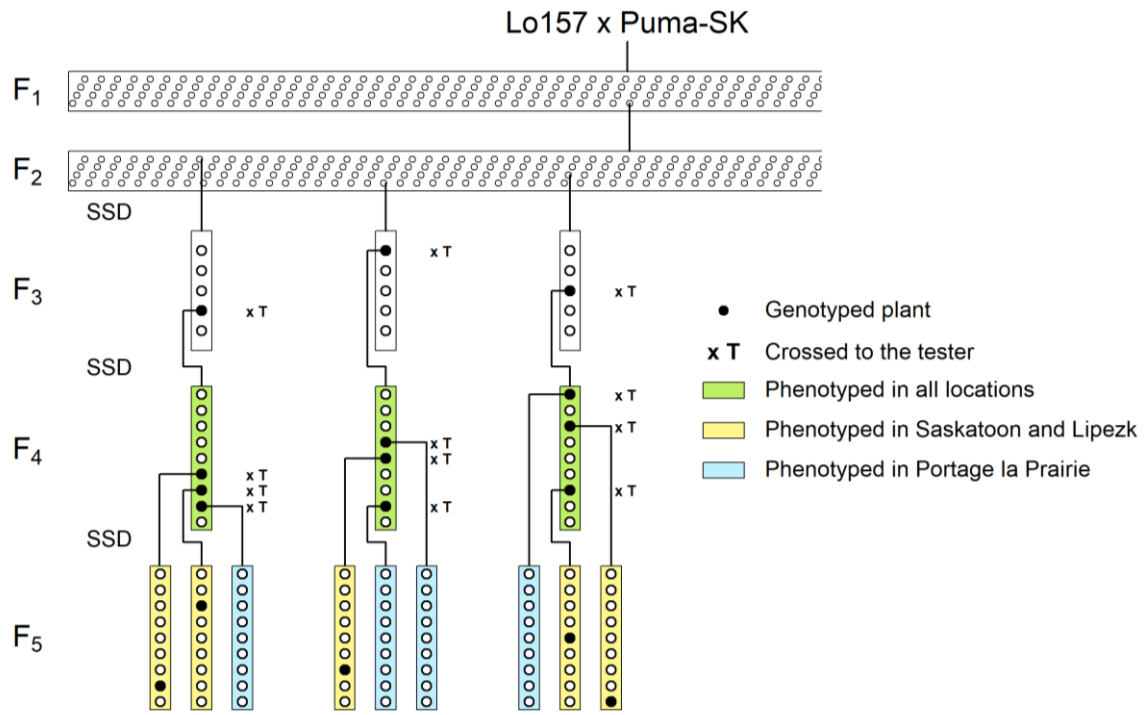 Lo157 x Puma-SK
F₁
F₂
SSD
F₃
x T
x T
x T
Genotyped plant
x T Crossed to the tester
SSD
Phenotyped in all locations
x T
x T
Phenotyped in Saskatoon and Lipezk
F₄
x T
x T
Phenotyped in Portage la Prairie
x T
x T
x T
x T
x T
SSD
F₅